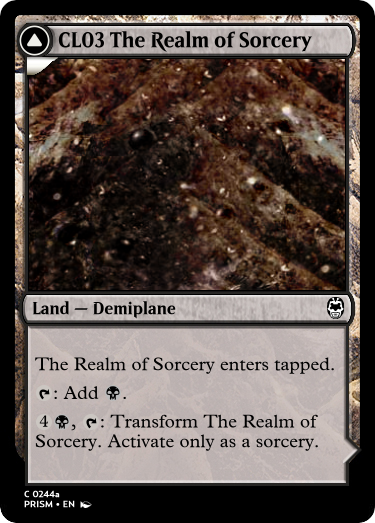 CL03 The Realm of Sorcery
Land — Demiplane
The Realm of Sorcery enters tapped.
: Add .
4 , : Transform The Realm of
Sorcery. Activate only as a sorcery.
C 0244a
PRISM • EN